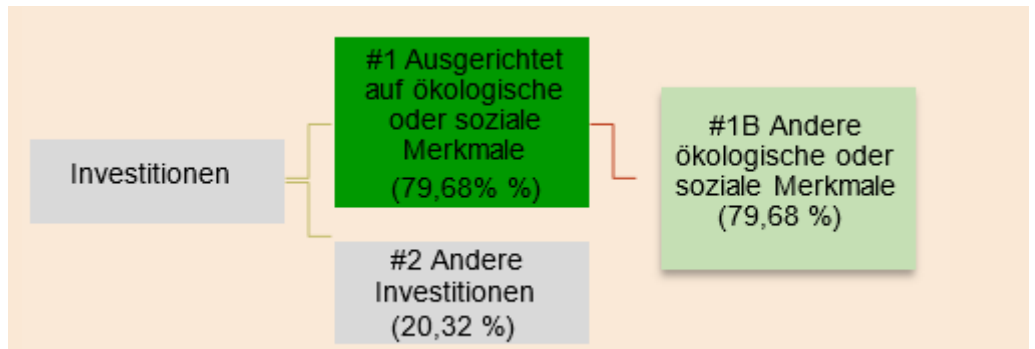 Investitionen
#1 Ausgerichtet
auf ökologische
oder soziale
Merkmale
(79,68% %)
#2 Andere
Investitionen
(20,32 %)
#1B Andere
ökologische oder
soziale Merkmale
(79,68 %)